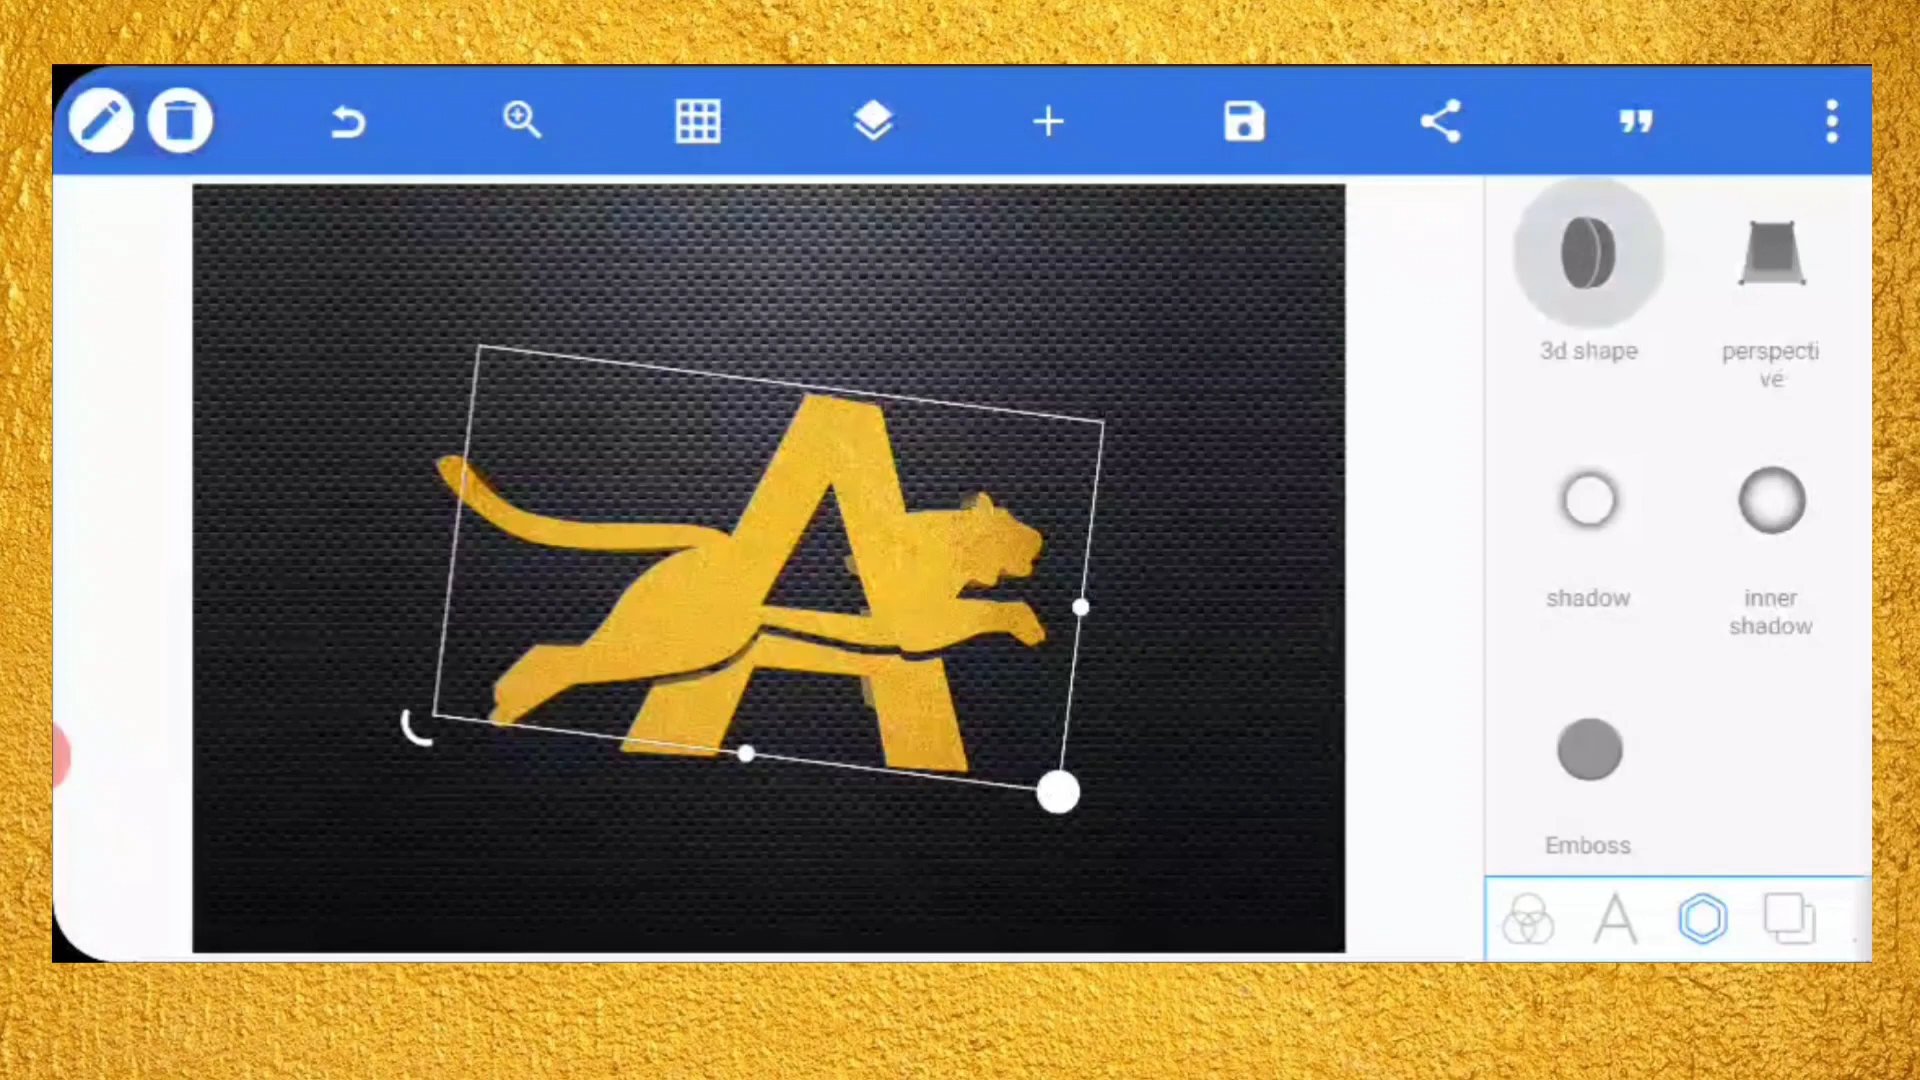 A
3d shape
perspecti
ve
shadow
inner
shadow
Emboss